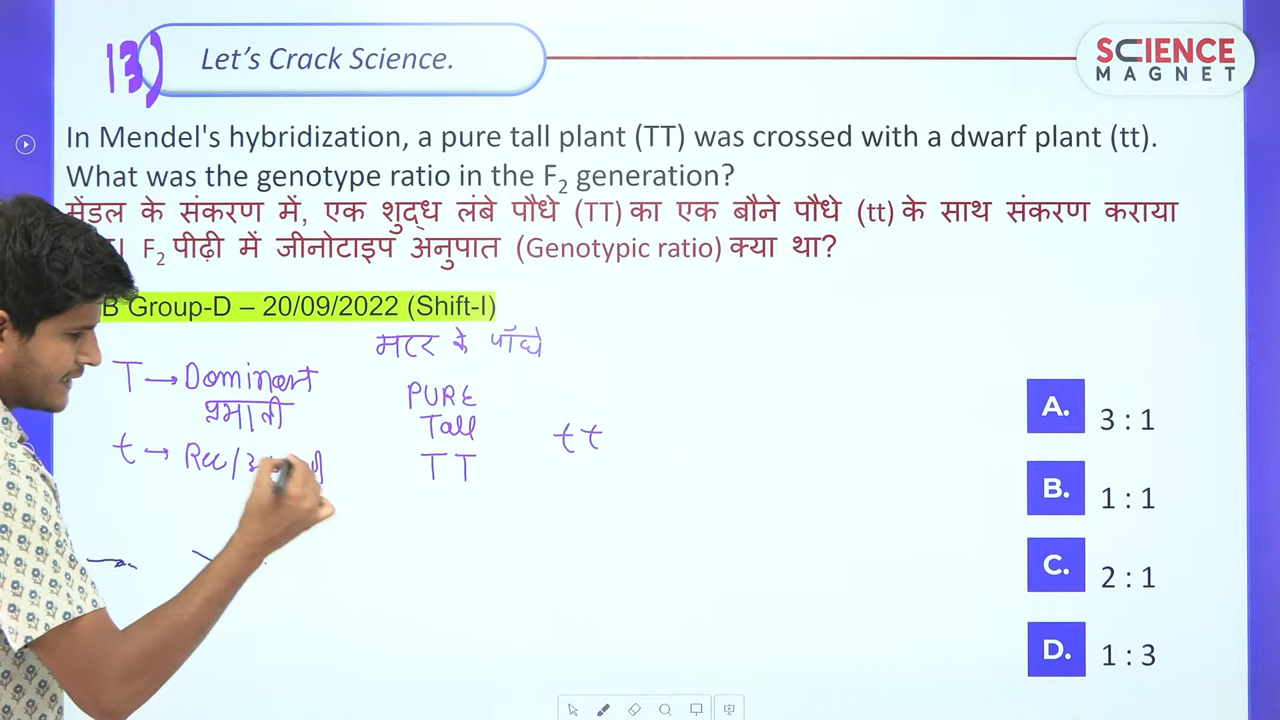 13)
Let's Crack Science.
SCIENCE
MAGNET
In Mendel's hybridization, a pure tall plant (TT) was crossed with a dwarf plant (tt).
What was the genotype ratio in the F₂ generation?
मेंडल के संकरण में, एक शुद्ध लंबे पौधे (TT) का एक बौने पौधे (tt) के साथ संकरण कराया
F₂ पीढ़ी में जीनोटाइप अनुपात (Genotypic ratio) क्या था?
B Group-D – 20/09/2022 (Shift-I)
मटर के पौधे
T → Dominant
प्रभावी
t → Rec/
PURE
Tall
TT
tt
A. 3 : 1
B. 1 : 1
C. 2 : 1
D. 1 : 3